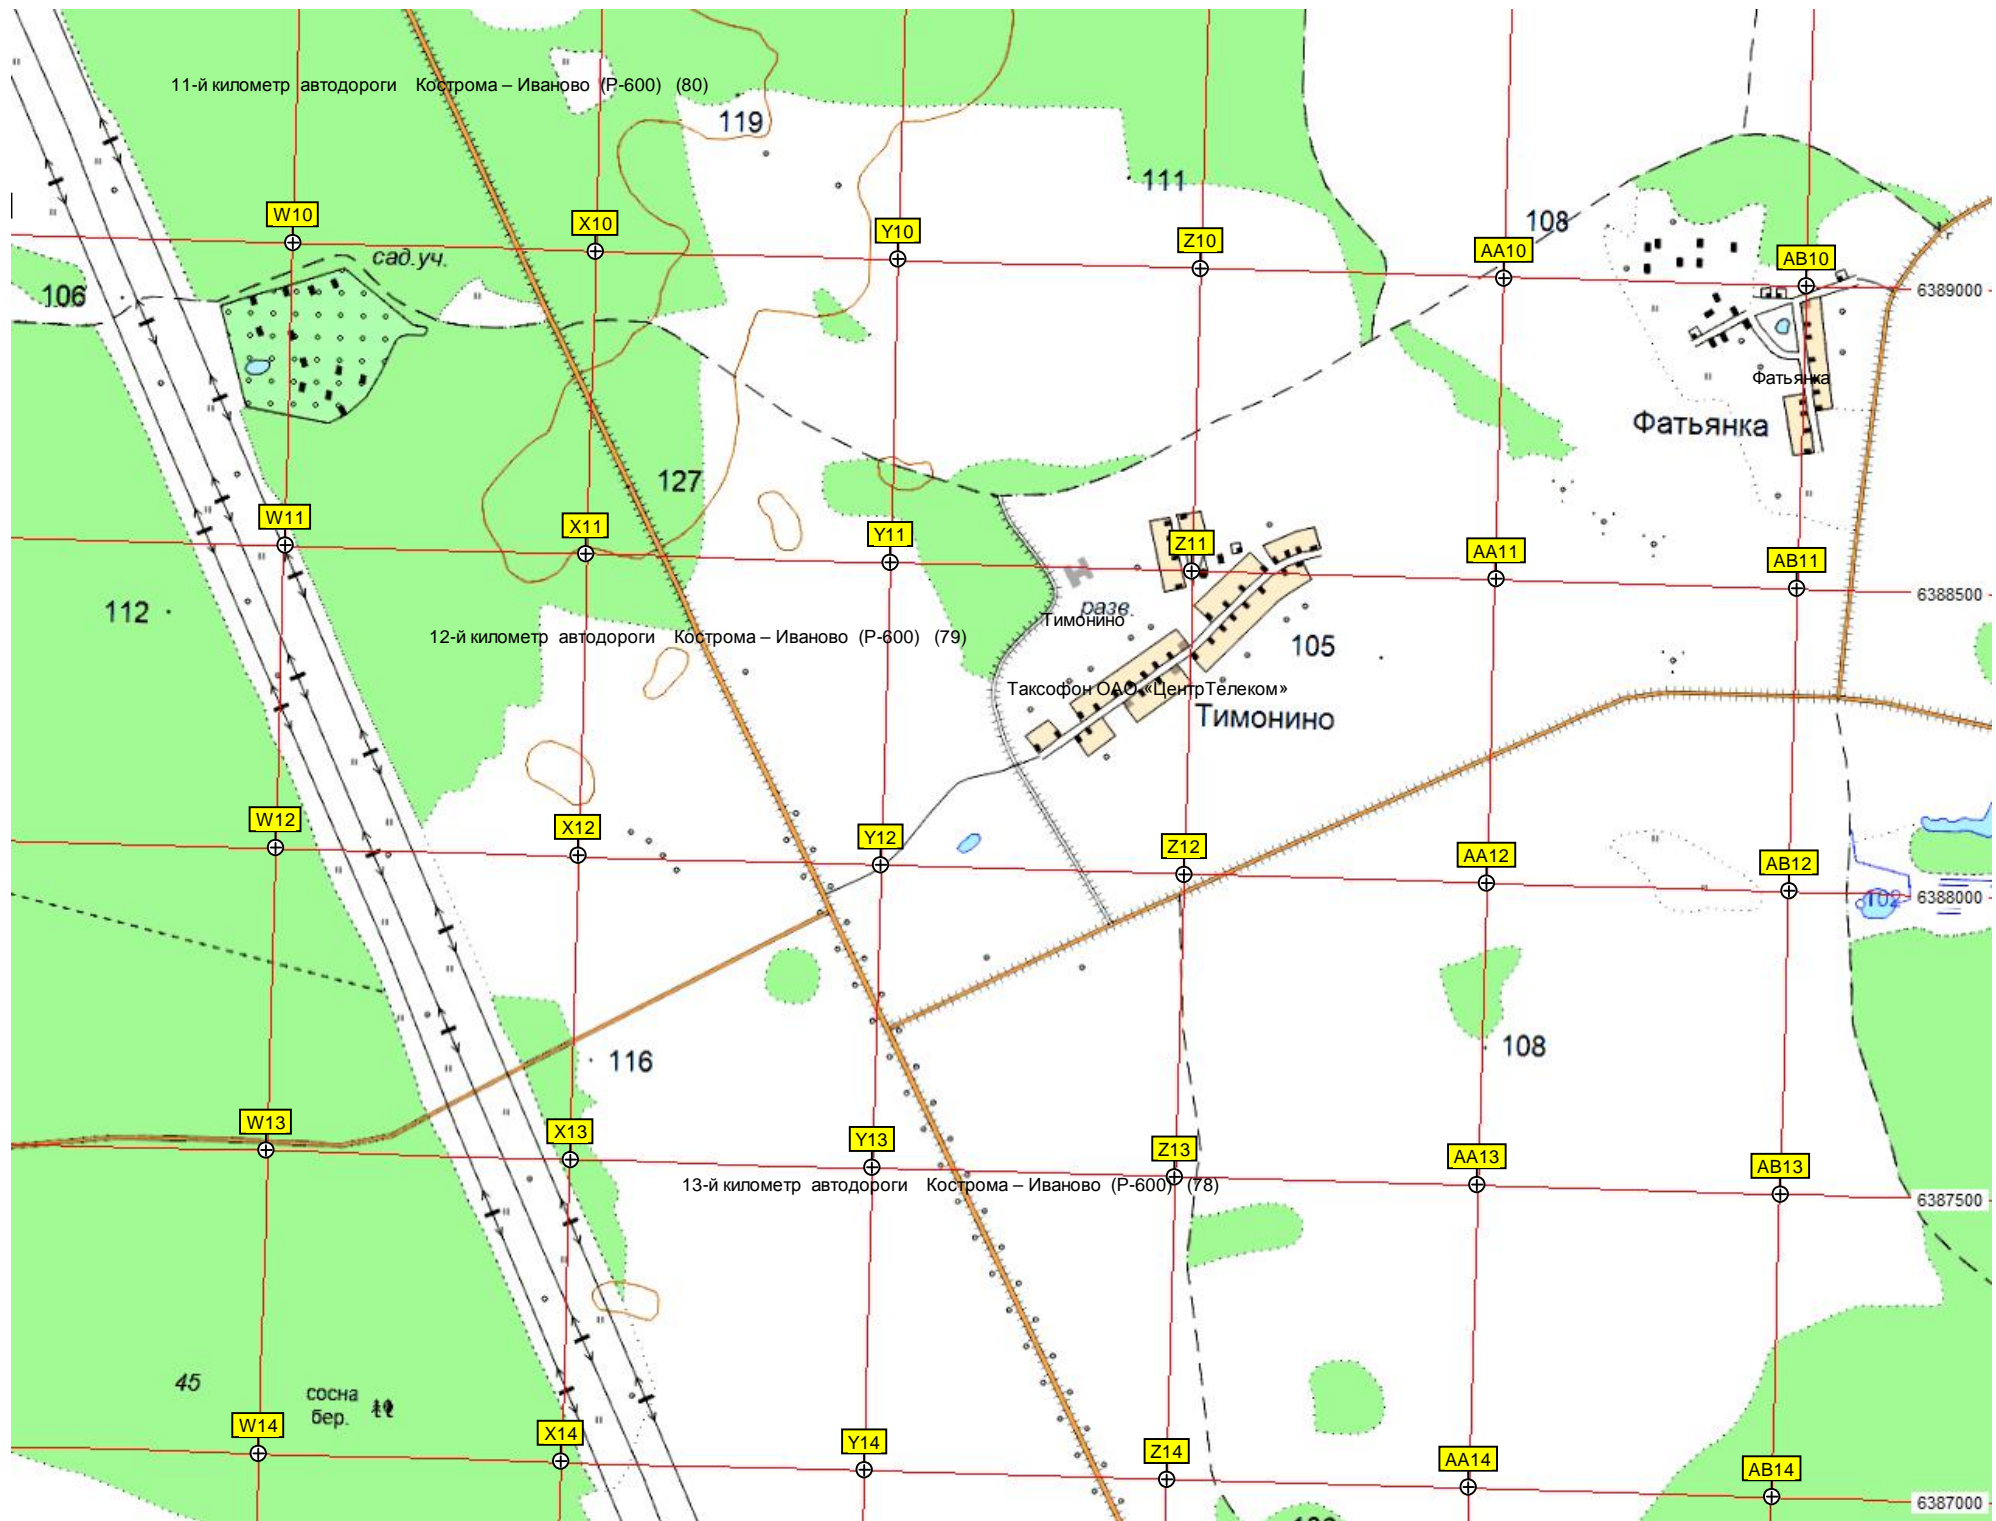 11-й километр автодороги Кострома – Иваново (Р-600) (80)
119
111
108
W10
X10
Y10
Z10
AA10
AB10
сад.уч.
106
6389000
Фатьянка
Фатьянка
127
W11
X11
Y11
Z11
AA11
AB11
6388500
112
разв.
Тимонино
12-й километр автодороги Кострома – Иваново (Р-600) (79)
105
Таксофон ОАО «ЦентрТелеком»
Тимонино
W12
X12
Y12
Z12
AA12
AB12
102
6388000
116
108
W13
X13
Y13
Z13
AA13
AB13
13-й километр автодороги Кострома – Иваново (Р-600) (78)
6387500
45
сосна
бер.
W14
X14
Y14
Z14
AA14
AB14
6387000